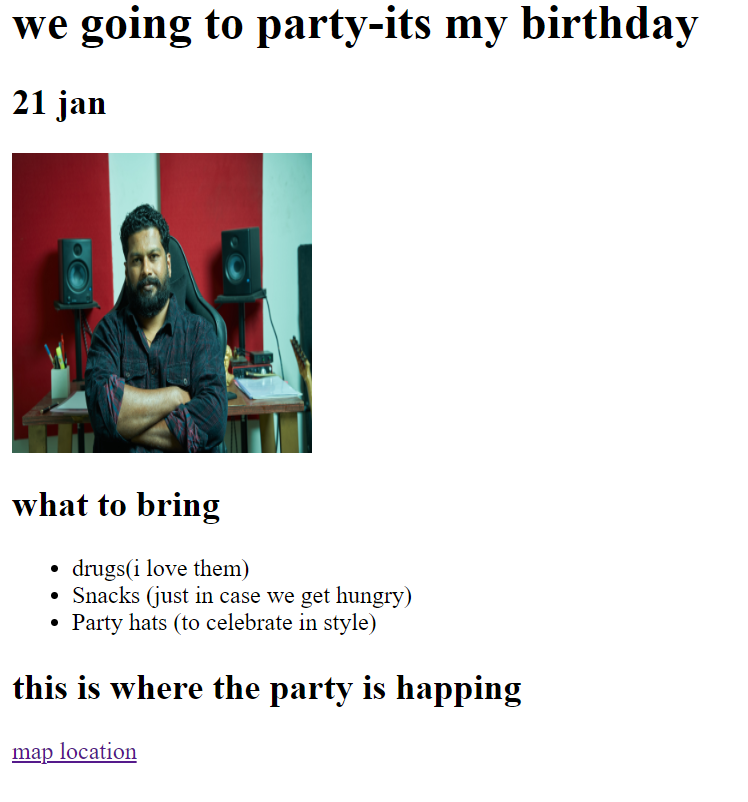 we going to party-its my birthday
21 jan
what to bring
drugs(i love them)
Snacks (just in case we get hungry)
Party hats (to celebrate in style)
this is where the party is happing
map location